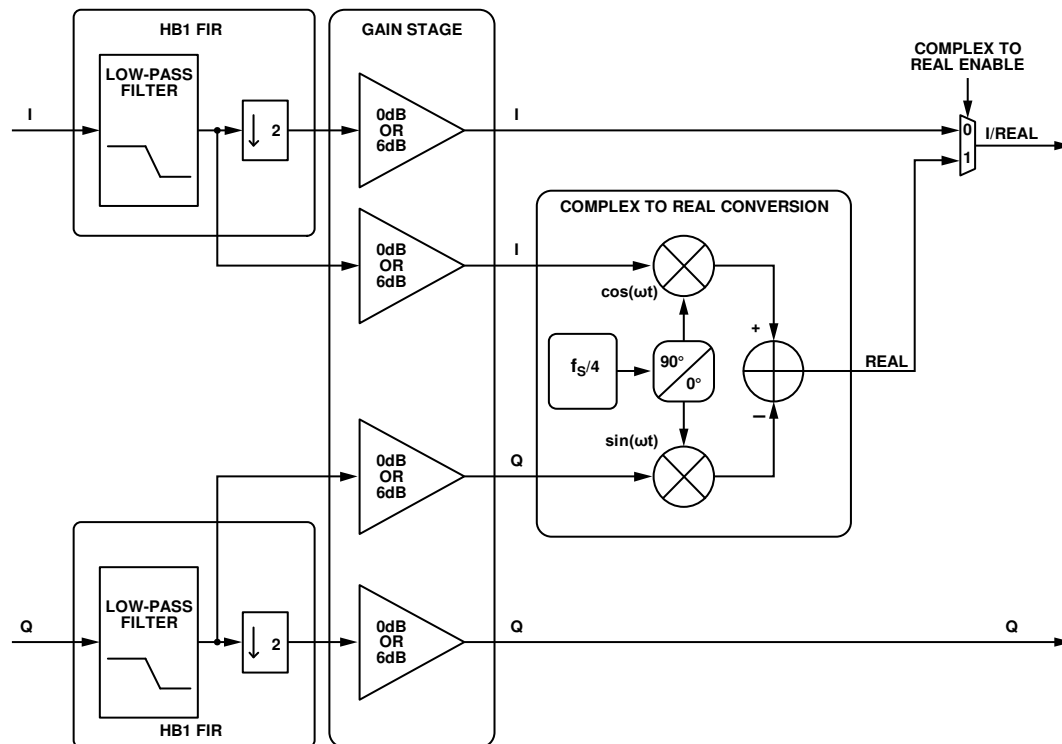 HB1 FIR
GAIN STAGE
LOW-PASS
FILTER
I
2
0dB
OR
6dB
I
COMPLEX TO
REAL ENABLE
0
1
I/REAL
0dB
OR
6dB
I
COMPLEX TO REAL CONVERSION
cos(ωt)
+
fS/4
90°
0°
REAL
–
sin(ωt)
0dB
OR
6dB
Q
LOW-PASS
FILTER
Q
2
HB1 FIR
0dB
OR
6dB
Q
Q